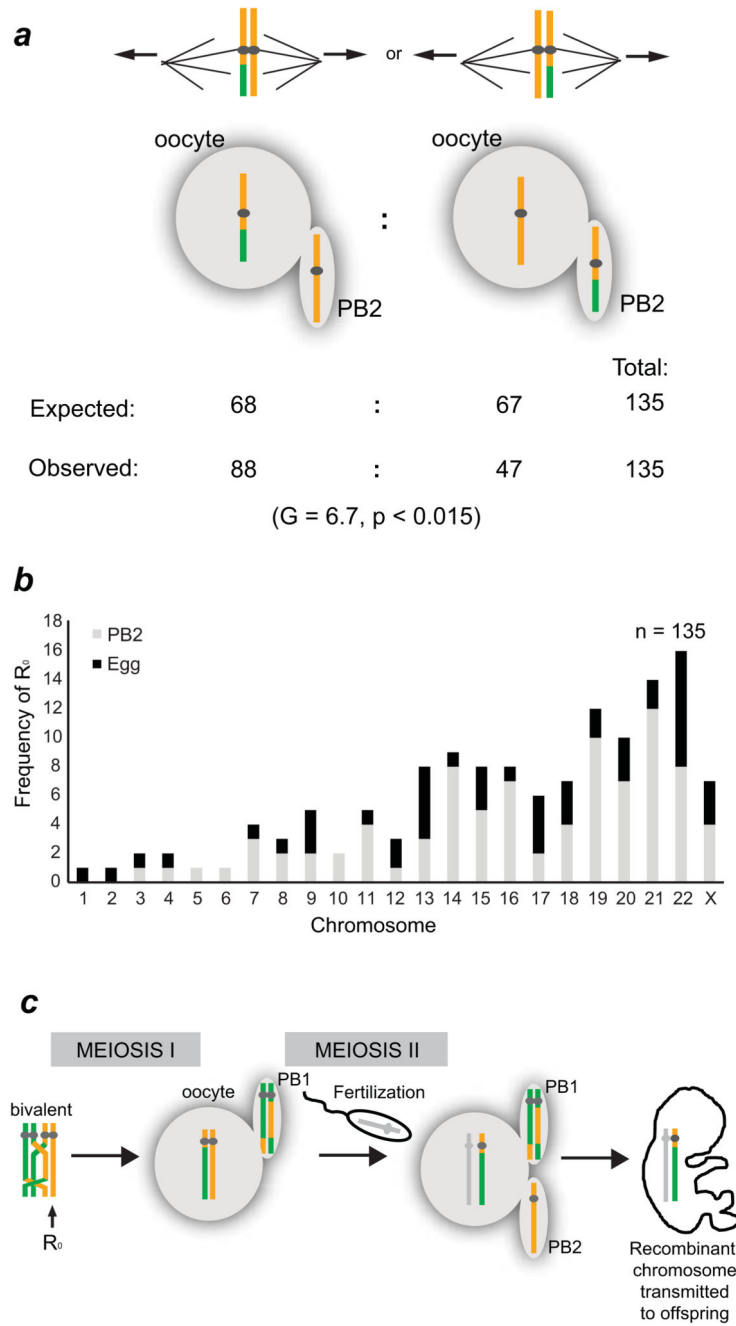 a
or
oocyte
oocyte
:
PB2
PB2
Total:
Expected: 68 : 67 135
Observed: 88 : 47 135
(G = 6.7, p < 0.015)
b
18
16
14
12
10
8
6
4
2
0
Frequency of R₀
PB2
Egg
n = 135
1 2 3 4 5 6 7 8 9 10 11 12 13 14 15 16 17 18 19 20 21 22 X
Chromosome
c
MEIOSIS I
MEIOSIS II
bivalent
oocyte
PB1
Fertilization
PB1
R₀
PB2
Recombinant
chromosome
transmitted
to offspring